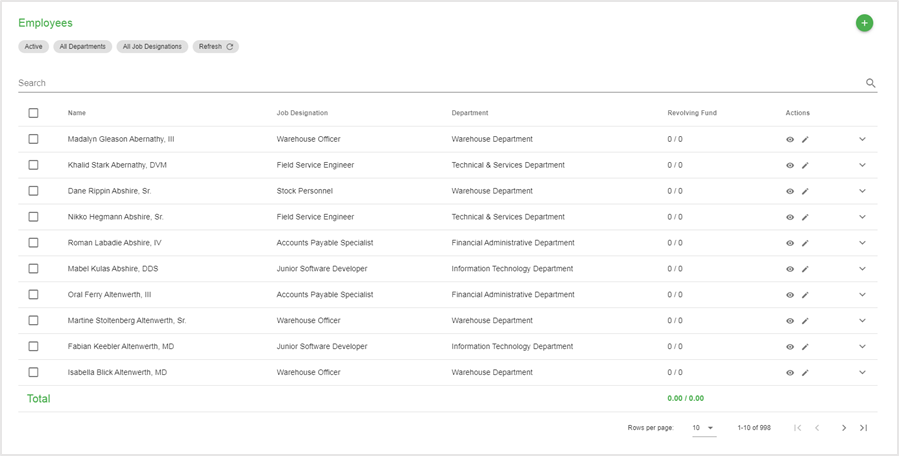 Employees
Active All Departments All Job Designations Refresh
Search
Name Job Designation Department Revolving Fund Actions
Madalyn Gleason Abernathy, III Warehouse Officer Warehouse Department 0 / 0
Khalid Stark Abernathy, DVM Field Service Engineer Technical & Services Department 0 / 0
Dane Rippin Abshire, Sr. Stock Personnel Warehouse Department 0 / 0
Nikko Hegmann Abshire, Sr. Field Service Engineer Technical & Services Department 0 / 0
Roman Labadie Abshire, IV Accounts Payable Specialist Financial Administrative Department 0 / 0
Mabel Kulas Abshire, DDS Junior Software Developer Information Technology Department 0 / 0
Oral Ferry Altenwerth, III Accounts Payable Specialist Financial Administrative Department 0 / 0
Martine Stoltenberg Altenwerth, Sr. Warehouse Officer Warehouse Department 0 / 0
Fabian Keebler Altenwerth, MD Junior Software Developer Information Technology Department 0 / 0
Isabella Blick Altenwerth, MD Warehouse Officer Warehouse Department 0 / 0
Total 0.00 / 0.00
Rows per page: 10 1-10 of 998